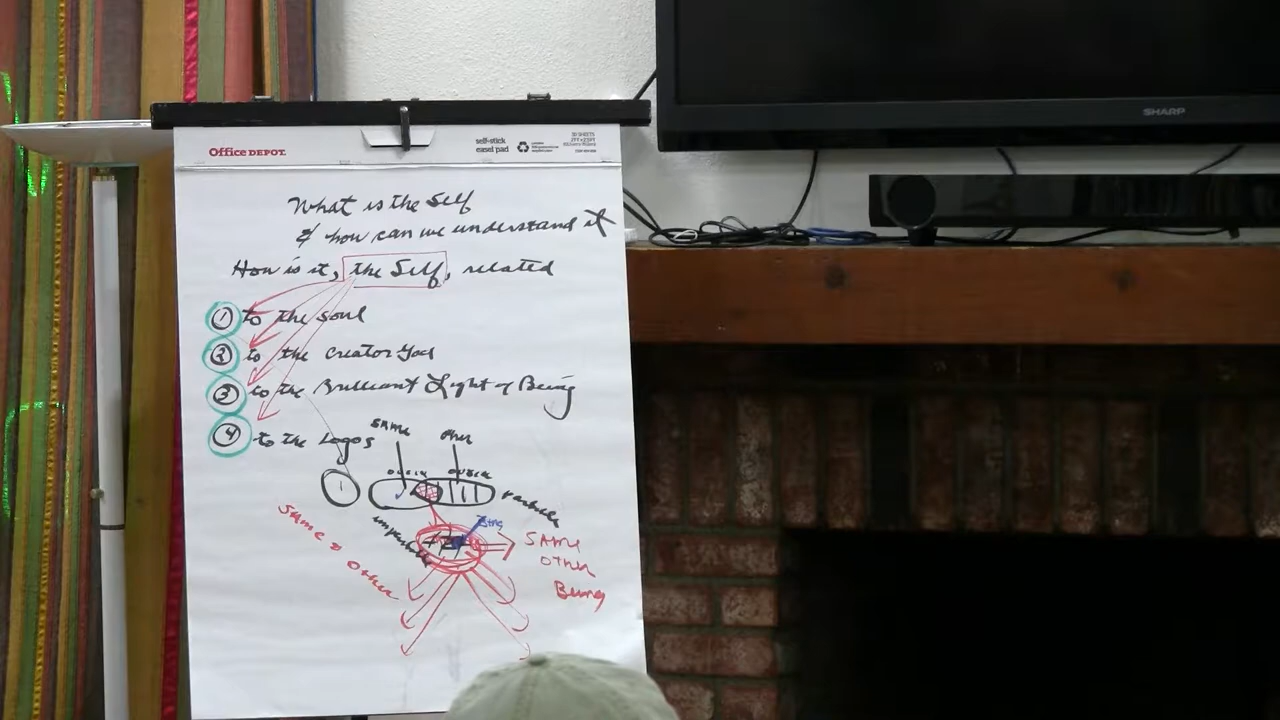 Office DEPOT.
self-stick
easel pad
SHARP
What is the Self
& how can we understand it
How is it, the Self, related
① to the Soul
② to the Creator God
③ to the Brilliant Light of Being
④ to the Logos
SAME
other
ousia
ousia
Same & Other
SAME
OTHER
Being